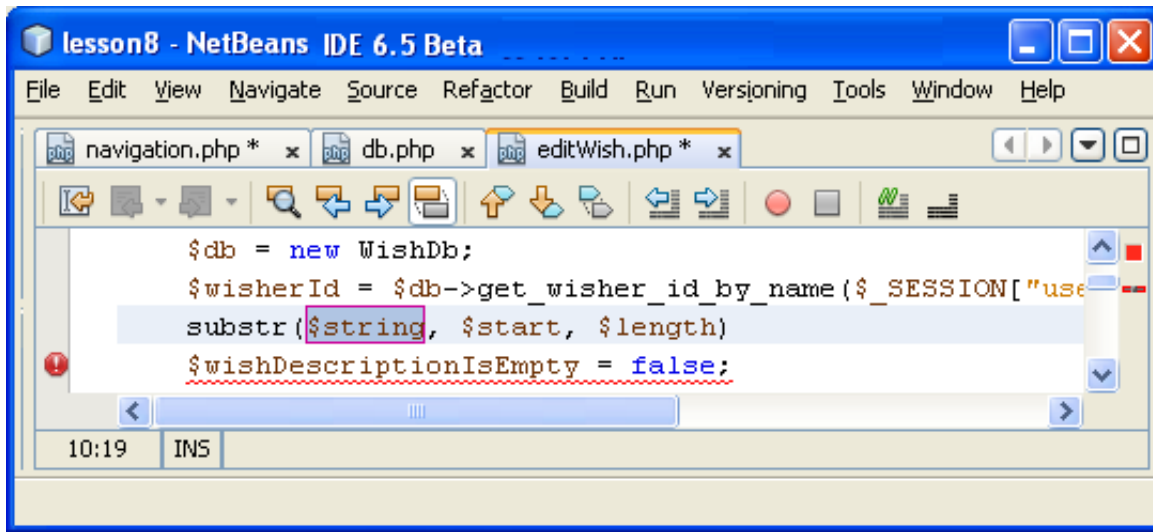 lesson8 - NetBeans IDE 6.5 Beta
File Edit View Navigate Source Refactor Build Run Versioning Tools Window Help
navigation.php * x db.php x editWish.php * x
$db = new WishDb;
$wisherId = $db->get_wisher_id_by_name($_SESSION["use
substr($string, $start, $length)
$wishDescriptionIsEmpty = false;
10:19 INS